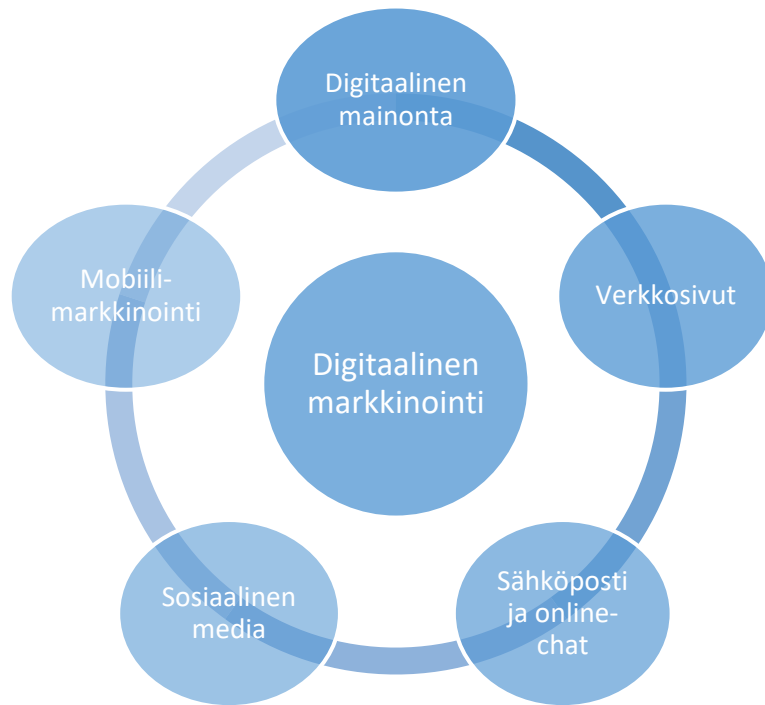 Digitaalinen
mainonta
Verkkosivut
Sähköposti
ja online-
chat
Sosiaalinen
media
Mobiili-
markkinointi
Digitaalinen
markkinointi